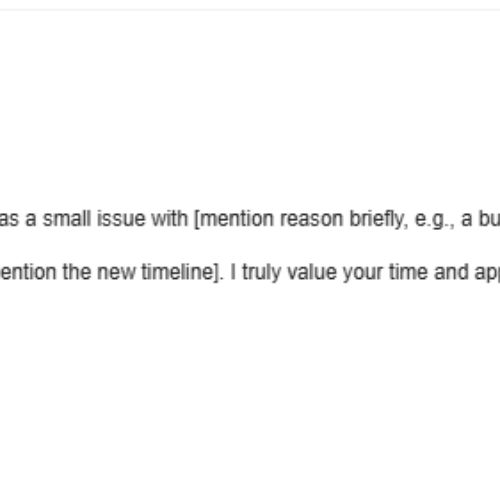 as a small issue with [mention reason briefly, e.g., a bu
ention the new timeline]. I truly value your time and app